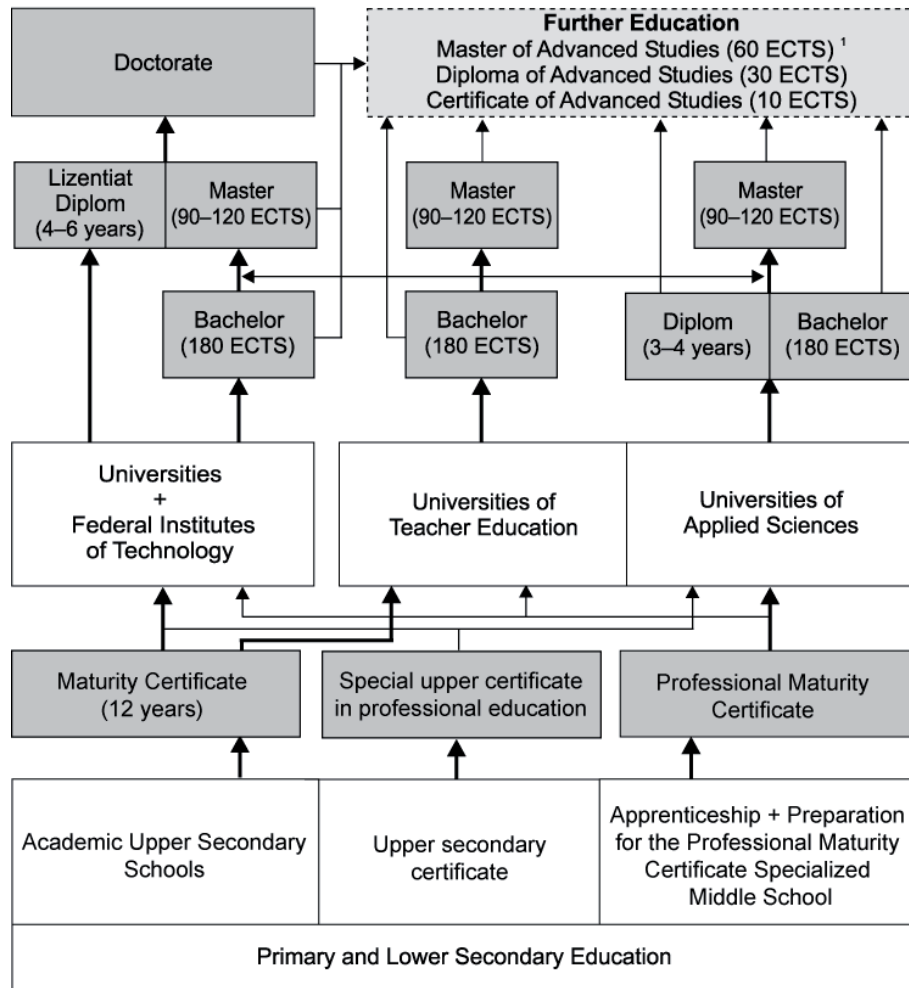 Doctorate
Further Education
Master of Advanced Studies (60 ECTS) ¹
Diploma of Advanced Studies (30 ECTS)
Certificate of Advanced Studies (10 ECTS)
Lizentiat
Diplom
(4–6 years)
Master
(90–120 ECTS)
Master
(90–120 ECTS)
Master
(90–120 ECTS)
Bachelor
(180 ECTS)
Bachelor
(180 ECTS)
Diplom
(3–4 years)
Bachelor
(180 ECTS)
Universities
+
Federal Institutes
of Technology
Universities of
Teacher Education
Universities of
Applied Sciences
Maturity Certificate
(12 years)
Special upper certificate
in professional education
Professional Maturity
Certificate
Academic Upper Secondary
Schools
Upper secondary
certificate
Apprenticeship + Preparation
for the Professional Maturity
Certificate Specialized
Middle School
Primary and Lower Secondary Education